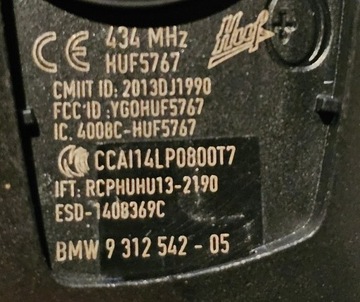 CE 434 MHz Huf
HUF5767
CMIIT ID: 2013DJ1990
FCC ID :YGOHUF5767
IC. 4008C-HUF5767
CCAI14LP0800T7
IFT: RCPHUHU13-2190
ESD-1408369C
BMW 9 312 542 - 05